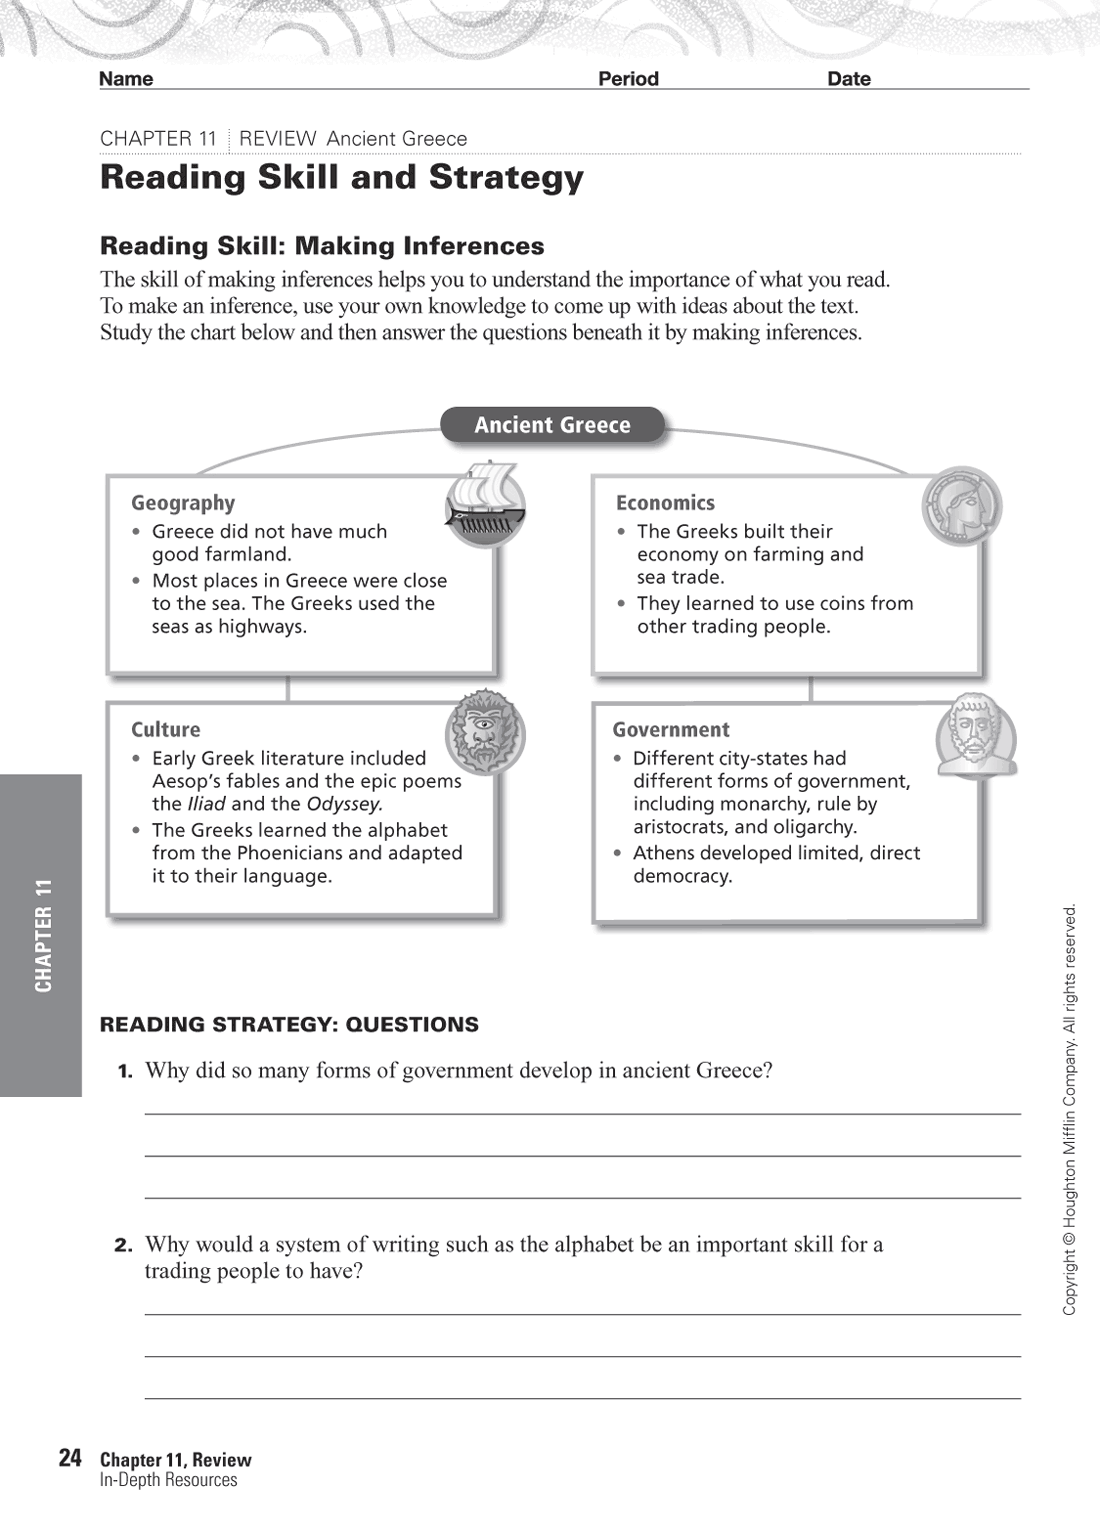 Name Period Date
CHAPTER 11 REVIEW Ancient Greece
Reading Skill and Strategy
Reading Skill: Making Inferences
The skill of making inferences helps you to understand the importance of what you read.
To make an inference, use your own knowledge to come up with ideas about the text.
Study the chart below and then answer the questions beneath it by making inferences.
Ancient Greece
Geography
• Greece did not have much
good farmland.
• Most places in Greece were close
to the sea. The Greeks used the
seas as highways.
Economics
• The Greeks built their
economy on farming and
sea trade.
• They learned to use coins from
other trading people.
Culture
• Early Greek literature included
Aesop's fables and the epic poems
the Iliad and the Odyssey.
• The Greeks learned the alphabet
from the Phoenicians and adapted
it to their language.
Government
• Different city-states had
different forms of government,
including monarchy, rule by
aristocrats, and oligarchy.
• Athens developed limited, direct
democracy.
CHAPTER 11
READING STRATEGY: QUESTIONS
1. Why did so many forms of government develop in ancient Greece?
2. Why would a system of writing such as the alphabet be an important skill for a
trading people to have?
Copyright © Houghton Mifflin Company. All rights reserved.
24 Chapter 11, Review
In-Depth Resources